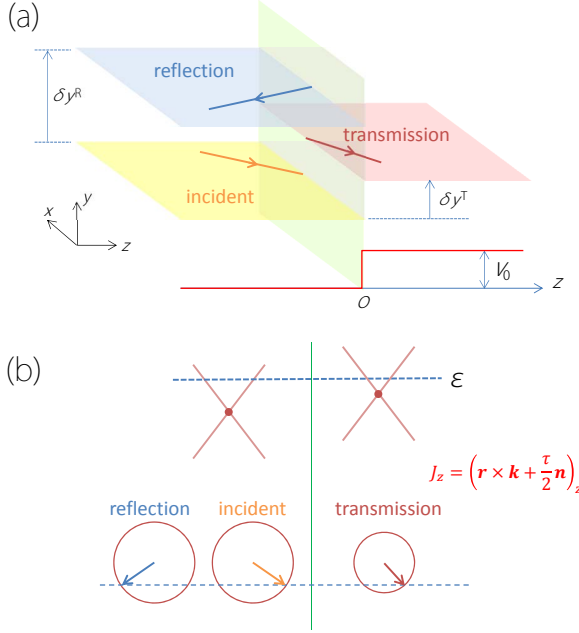 (a)
reflection
δy^R
transmission
incident
δy^T
x
y
z
V₀
z
O
(b)
ε
J_z = (r × k + τ/2 n)_z
reflection
incident
transmission